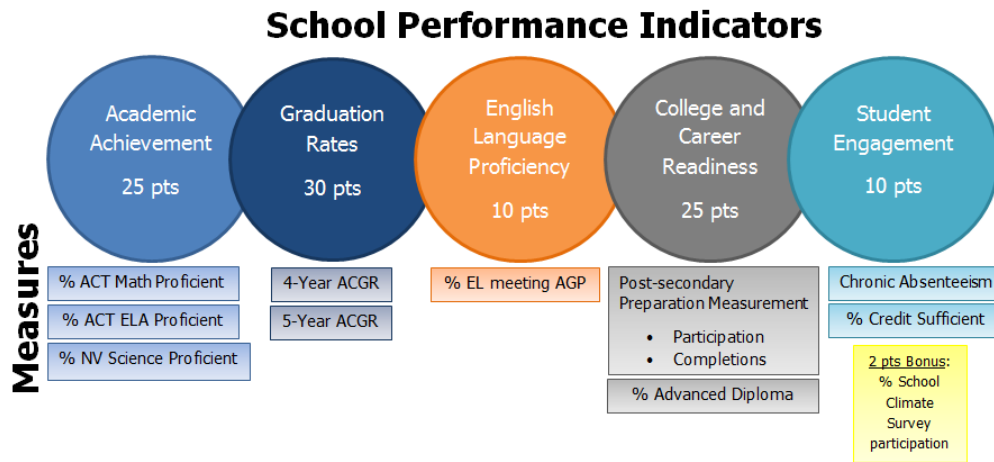 School Performance Indicators
Academic
Achievement
25 pts
Graduation
Rates
30 pts
English
Language
Proficiency
10 pts
College and
Career
Readiness
25 pts
Student
Engagement
10 pts
Measures
% ACT Math Proficient
% ACT ELA Proficient
% NV Science Proficient
4-Year ACGR
5-Year ACGR
% EL meeting AGP
Post-secondary
Preparation Measurement
• Participation
• Completions
% Advanced Diploma
Chronic Absenteeism
% Credit Sufficient
2 pts Bonus:
% School
Climate
Survey
participation